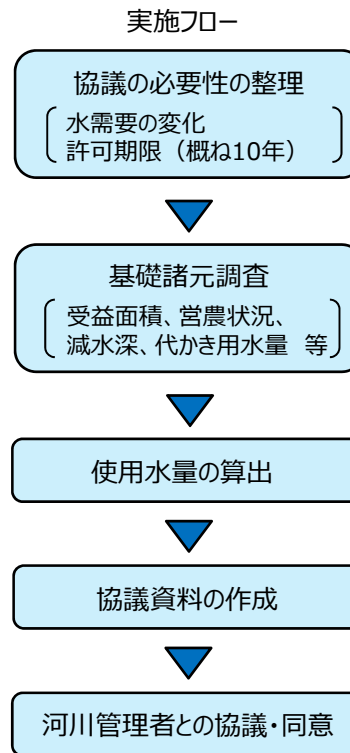 実施フロー
協議の必要性の整理
水需要の変化
許可期限（概ね10年）
基礎諸元調査
受益面積、営農状況、
減水深、代かき用水量 等
使用水量の算出
協議資料の作成
河川管理者との協議・同意